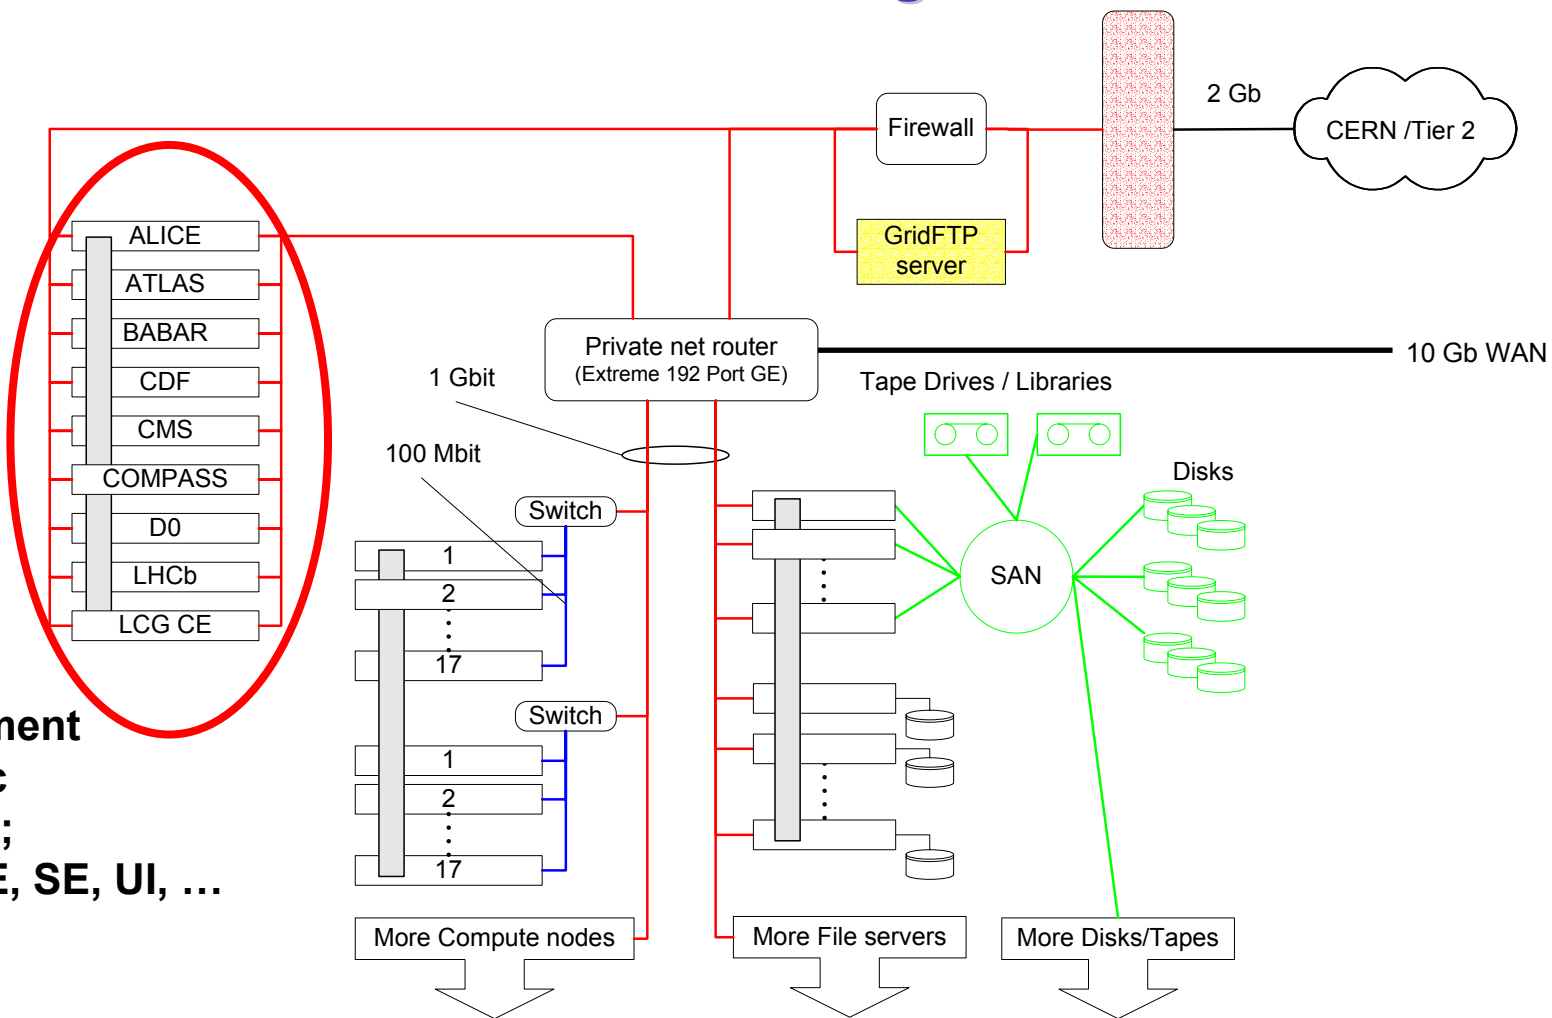 2 Gb
Firewall
CERN /Tier 2
GridFTP
server
ALICE
ATLAS
BABAR
CDF
CMS
COMPASS
D0
LHCb
LCG CE
Private net router
(Extreme 192 Port GE)
10 Gb WAN
1 Gbit
100 Mbit
Tape Drives / Libraries
Disks
SAN
Switch
1
2
17
Switch
1
2
17
;
, SE, UI, …
More Compute nodes
More File servers
More Disks/Tapes